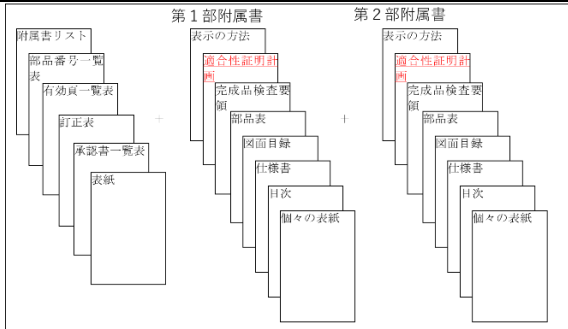 第１部附属書
第２部附属書
附属書リスト
部品番号一覧
表
有効頁一覧表
訂正表
承認書一覧表
表紙
+
表示の方法
適合性証明計
画
完成品検査要
領
部品表
図面目録
仕様書
目次
個々の表紙
+
表示の方法
適合性証明計
画
完成品検査要
領
部品表
図面目録
仕様書
目次
個々の表紙